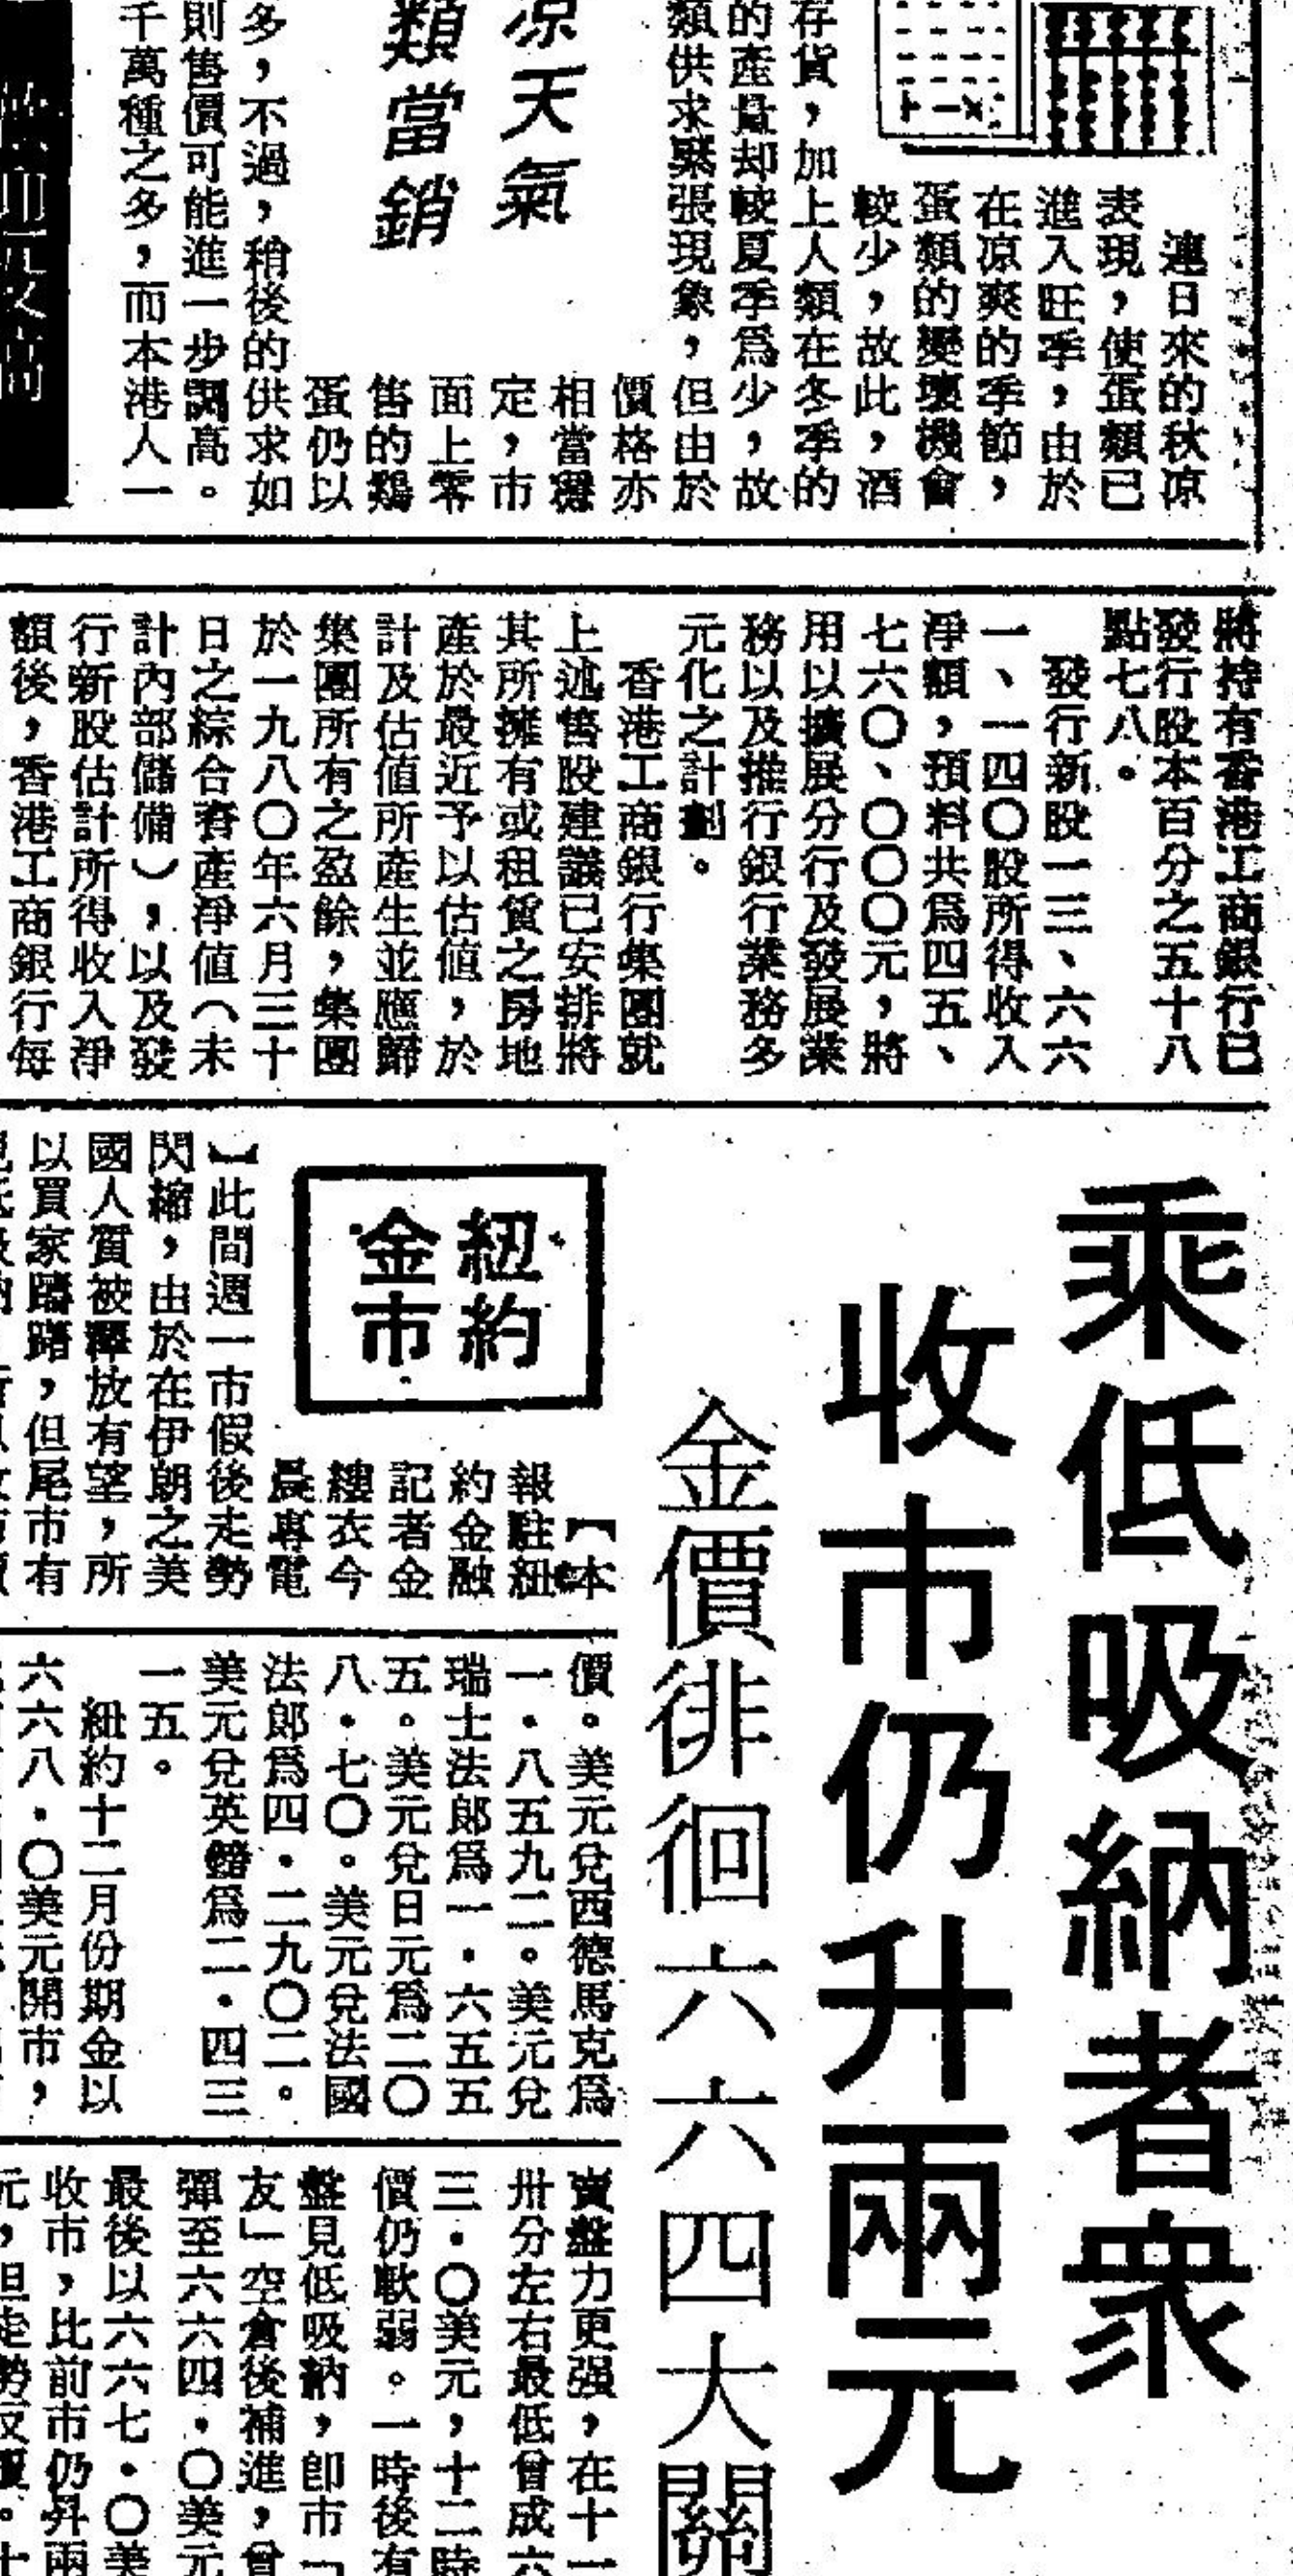 連日來的秋凉
表現，使蛋類已
進入旺季，由於
在凉爽的季節，
蛋類的變壞機會
較少，故此，酒
存貨，加上人類在冬季的
的產量却較夏季爲少，故
類供求緊張現象，但由於
價格亦
相當穩
定，市
面上零
售的鷄
蛋仍以
凉天氣
類當銷
多，不過，稍後的供求如
則售價可能進一步調高。
千萬種之多，而本港人一
將持有香港工商銀行已
發行股本百分之五十八
點七八。
發行新股一三、六六
一、一四〇股所得收入
淨額，預料共爲四五、
七六〇、〇〇〇元，將
用以擴展分行及發展業
務以及推行銀行業務多
元化之計劃。
香港工商銀行集團就
上述售股建議已安排將
其所擁有或租賃之房地
產於最近予以估值，於
計及估值所產生並應歸
集團所有之盈餘，集團
於一九八〇年六月三十
日之綜合資產淨值（未
計內部儲備），以及發
行新股估計所得收入淨
額後，香港工商銀行每
乘低吸納者衆
收市仍升兩元
金價徘徊六六四大關
紐約
金市
【本
報駐紐
約金融
記者金
縷衣今
晨專電
】此間週一市假後走勢
閃縮，由於在伊朗之美
國人質被釋放有望，所
以買家躊躇，但尾市有
價。美元兌西德馬克爲
一・八五九二。美元兌
瑞士法郎爲一・六五五
五。美元兌日元爲二〇
八・七〇。美元兌法國
法郎爲四・二九〇二。
美元兌英鎊爲二・四三
一五。
紐約十二月份期金以
六六八・〇美元開市，
賣盤力更强，在十一
卅分左右最低曾成六
三・〇美元，十二時
價仍軟弱。一時後有
盤見低吸納，即市「
友」空倉後補進，曾
彈至六六四・〇美元
最後以六六七・〇美
收市，比前市仍昇兩
元，但走勢反覆。